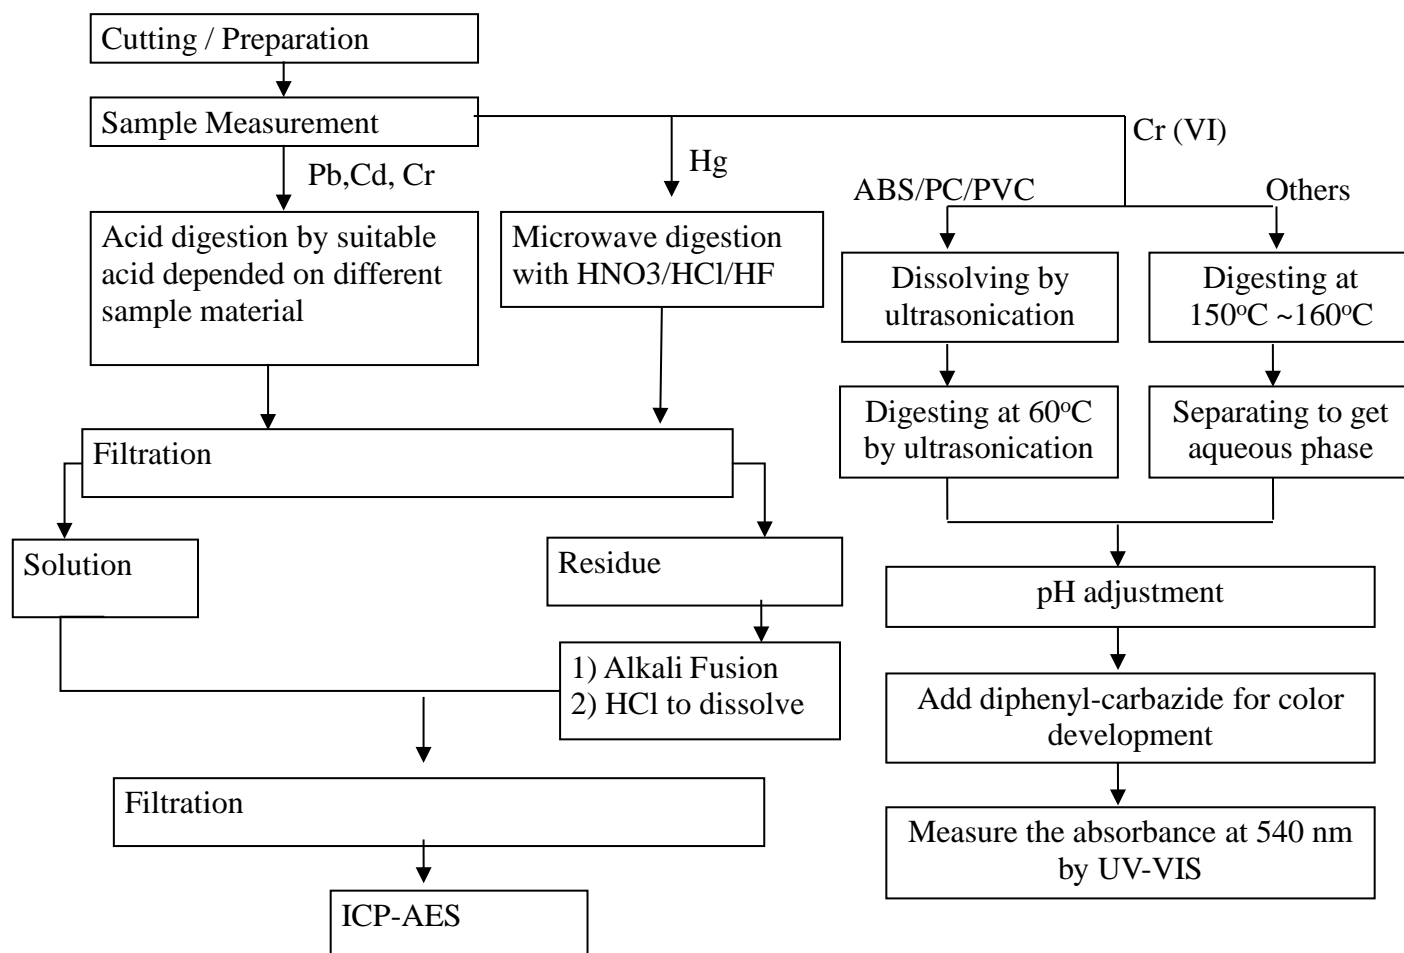 Cutting / Preparation
Sample Measurement
Cr (VI)
Pb,Cd, Cr
Hg
ABS/PC/PVC
Others
Acid digestion by suitable
acid depended on different
sample material
Microwave digestion
with HNO3/HCl/HF
Dissolving by
ultrasonication
Digesting at
150°C ~160°C
Digesting at 60°C
by ultrasonication
Separating to get
aqueous phase
Filtration
Solution
Residue
pH adjustment
1) Alkali Fusion
2) HCl to dissolve
Add diphenyl-carbazide for color
development
Filtration
Measure the absorbance at 540 nm
by UV-VIS
ICP-AES